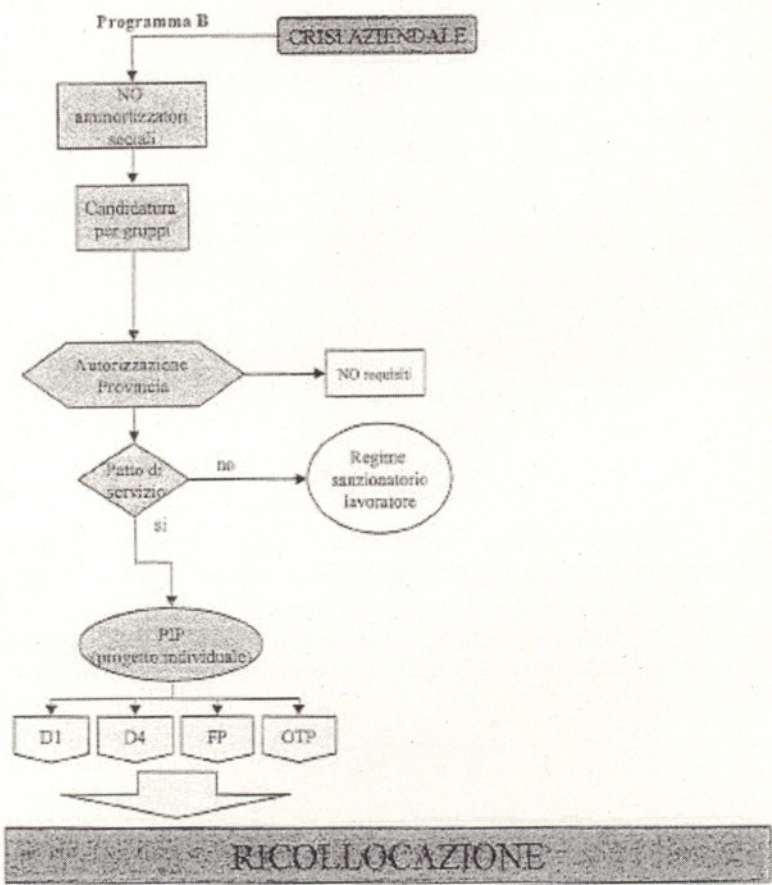 Programma B
CRISI AZIENDALE
NO
ammortizzatori
sociali
Candidatura
per gruppi
Autorizzazione
Provincia
NO requisiti
Patto di
servizio
no
Regime
sanzionatorio
lavoratore
si
PIP
(progetto individuale)
D1
D4
FP
OTP
RICOLLOCAZIONE